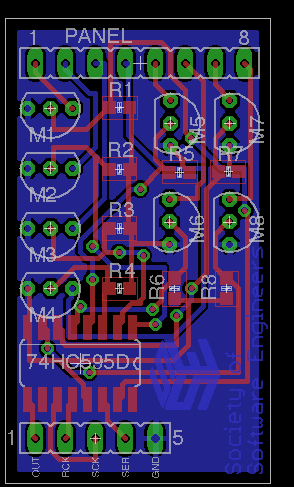 1 PANEL 8
R1
M1
M5
M7
R2
R5
R7
M2
R3
M3
M6
M8
R4
R6
R8
M4
74HC595D
1
5
OUT
RCK
SCK
SER
GND
Society of
Software Engineers